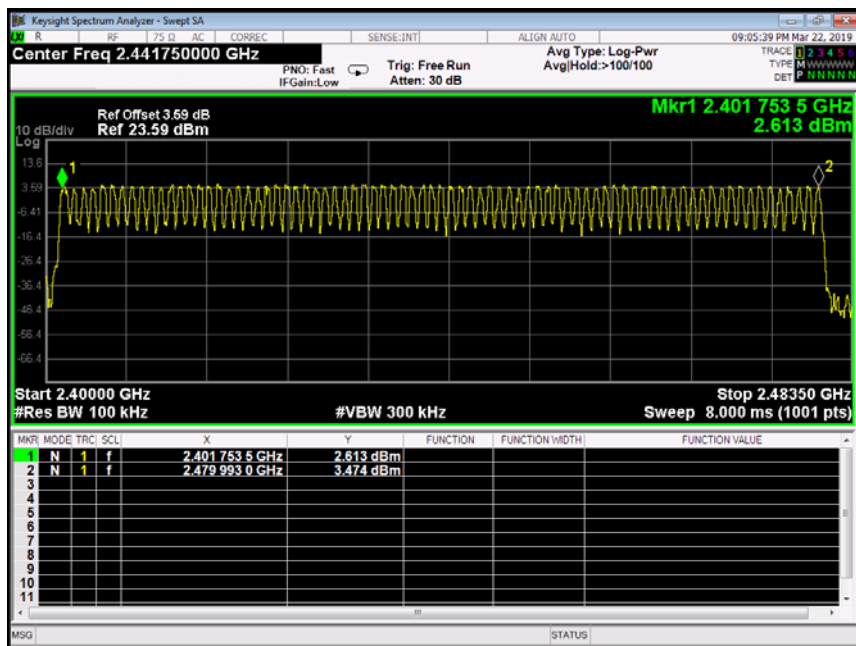 Keysight Spectrum Analyzer - Swept SA
R RF 75 Ω AC CORREC SENSE:INT ALIGN AUTO 09:05:39 PM Mar 22, 2019
Center Freq 2.441750000 GHz
PNO: Fast
IFGain:Low
Trig: Free Run
Atten: 30 dB
Avg Type: Log-Pwr
Avg|Hold:>100/100
TRACE 1 2 3 4 5 6
TYPE M W W W W W
DET P N N N N N
Mkr1 2.401 753 5 GHz
2.613 dBm
Ref Offset 3.59 dB
10 dB/div Ref 23.59 dBm
Log
1
2
13.6
3.59
-6.41
-16.4
-26.4
-36.4
-46.4
-56.4
-66.4
Start 2.40000 GHz Stop 2.48350 GHz
#Res BW 100 kHz #VBW 300 kHz Sweep 8.000 ms (1001 pts)
MKR MODE TRC SCL X Y FUNCTION FUNCTION WIDTH FUNCTION VALUE
1 N 1 f 2.401 753 5 GHz 2.613 dBm
2 N 1 f 2.479 993 0 GHz 3.474 dBm
3
4
5
6
7
8
9
10
11
MSG STATUS